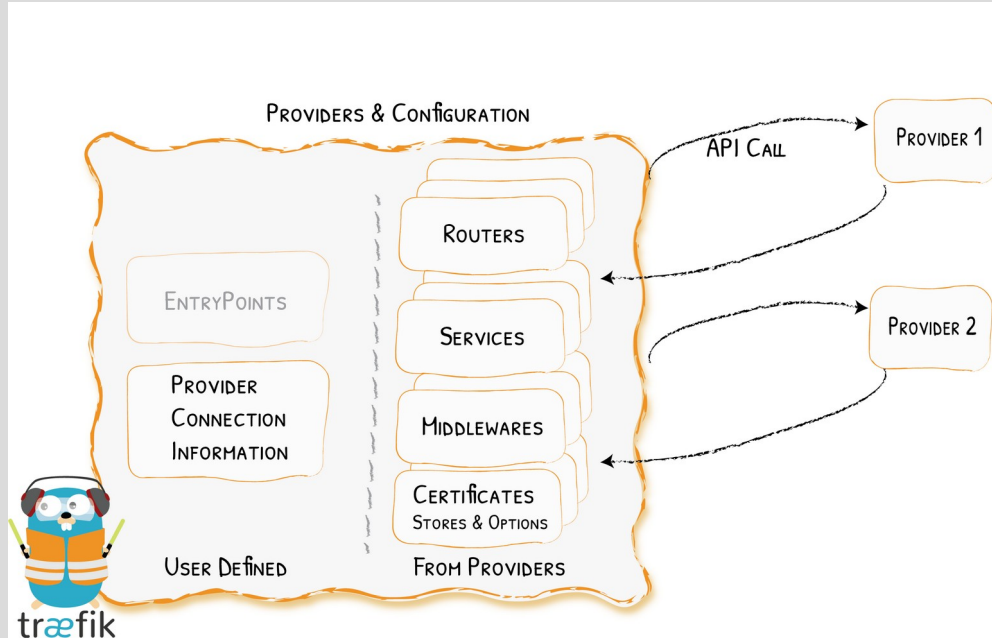 Providers & Configuration
API Call
Provider 1
Routers
EntryPoints
Services
Provider 2
Provider
Connection
Information
Middlewares
Certificates
Stores & Options
User Defined
From Providers
træfik